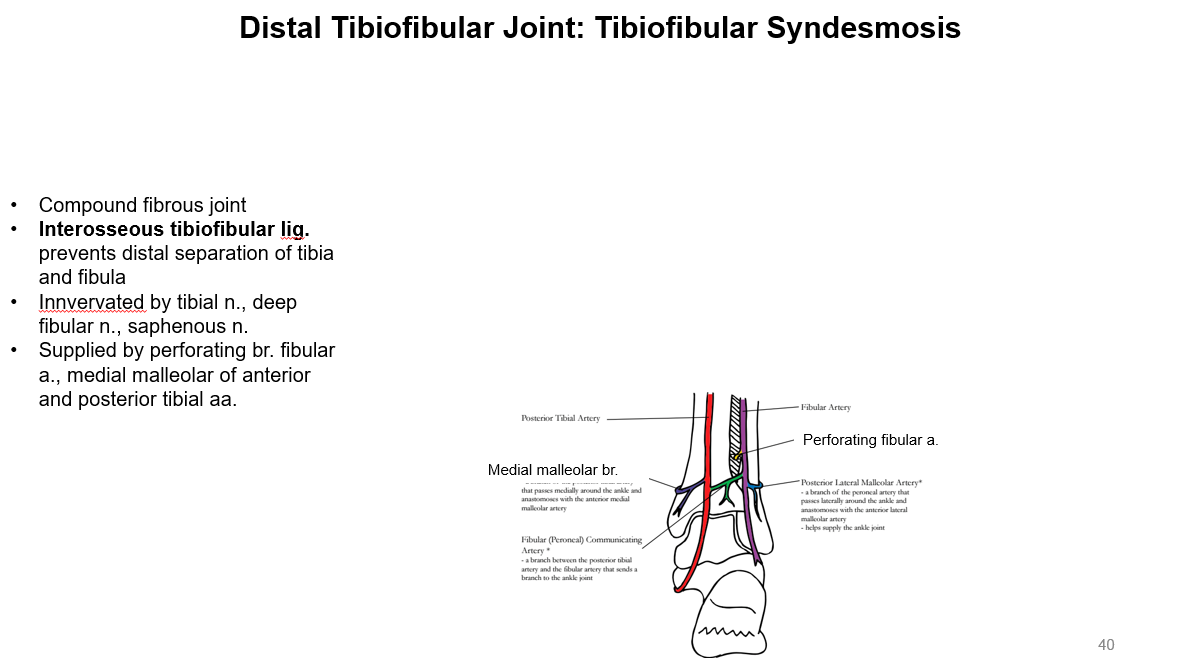 Distal Tibiofibular Joint: Tibiofibular Syndesmosis
• Compound fibrous joint
• Interosseous tibiofibular lig.
prevents distal separation of tibia
and fibula
• Innvervated by tibial n., deep
fibular n., saphenous n.
• Supplied by perforating br. fibular
a., medial malleolar of anterior
and posterior tibial aa.
Posterior Tibial Artery
Fibular Artery
Perforating fibular a.
Medial malleolar br.
that passes medially around the ankle and
anastomoses with the anterior medial
malleolar artery
Posterior Lateral Malleolar Artery*
- a branch of the peroneal artery that
passes laterally around the ankle and
anastomoses with the anterior lateral
malleolar artery
- helps supply the ankle joint
Fibular (Peroneal) Communicating
Artery *
- a branch between the posterior tibial
artery and the fibular artery that sends a
branch to the ankle joint
40